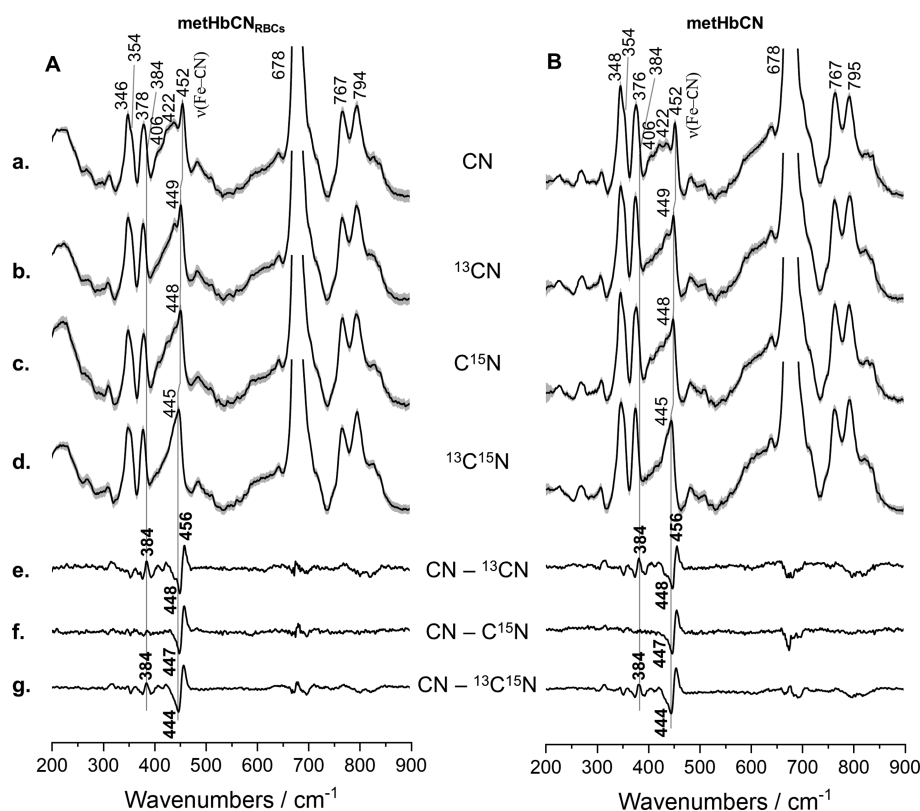 metHbCN_RBCs
metHbCN
A
B
346
354
378
384
406
422
452
ν(Fe–CN)
678
767
794
348
354
376
384
406
422
452
ν(Fe–CN)
678
767
795
a.
CN
449
449
b.
¹³CN
448
448
c.
C¹⁵N
445
445
d.
¹³C¹⁵N
384
456
384
456
e.
CN – ¹³CN
448
448
f.
CN – C¹⁵N
384
447
384
447
g.
CN – ¹³C¹⁵N
444
444
200 300 400 500 600 700 800 900
200 300 400 500 600 700 800 900
Wavenumbers / cm⁻¹
Wavenumbers / cm⁻¹